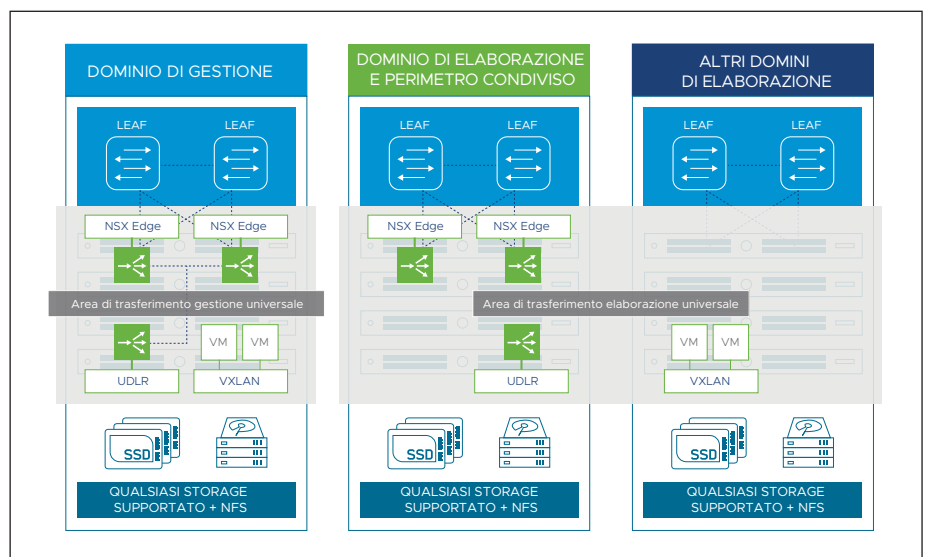 DOMINIO DI GESTIONE
LEAF
LEAF
NSX Edge
NSX Edge
Area di trasferimento gestione universale
VM
VM
UDLR
VXLAN
SSD
QUALSIASI STORAGE
SUPPORTATO + NFS
DOMINIO DI ELABORAZIONE
E PERIMETRO CONDIVISO
LEAF
LEAF
NSX Edge
NSX Edge
Area di trasferimento elaborazione universale
UDLR
SSD
QUALSIASI STORAGE
SUPPORTATO + NFS
ALTRI DOMINI
DI ELABORAZIONE
LEAF
LEAF
VM
VM
VXLAN
SSD
QUALSIASI STORAGE
SUPPORTATO + NFS